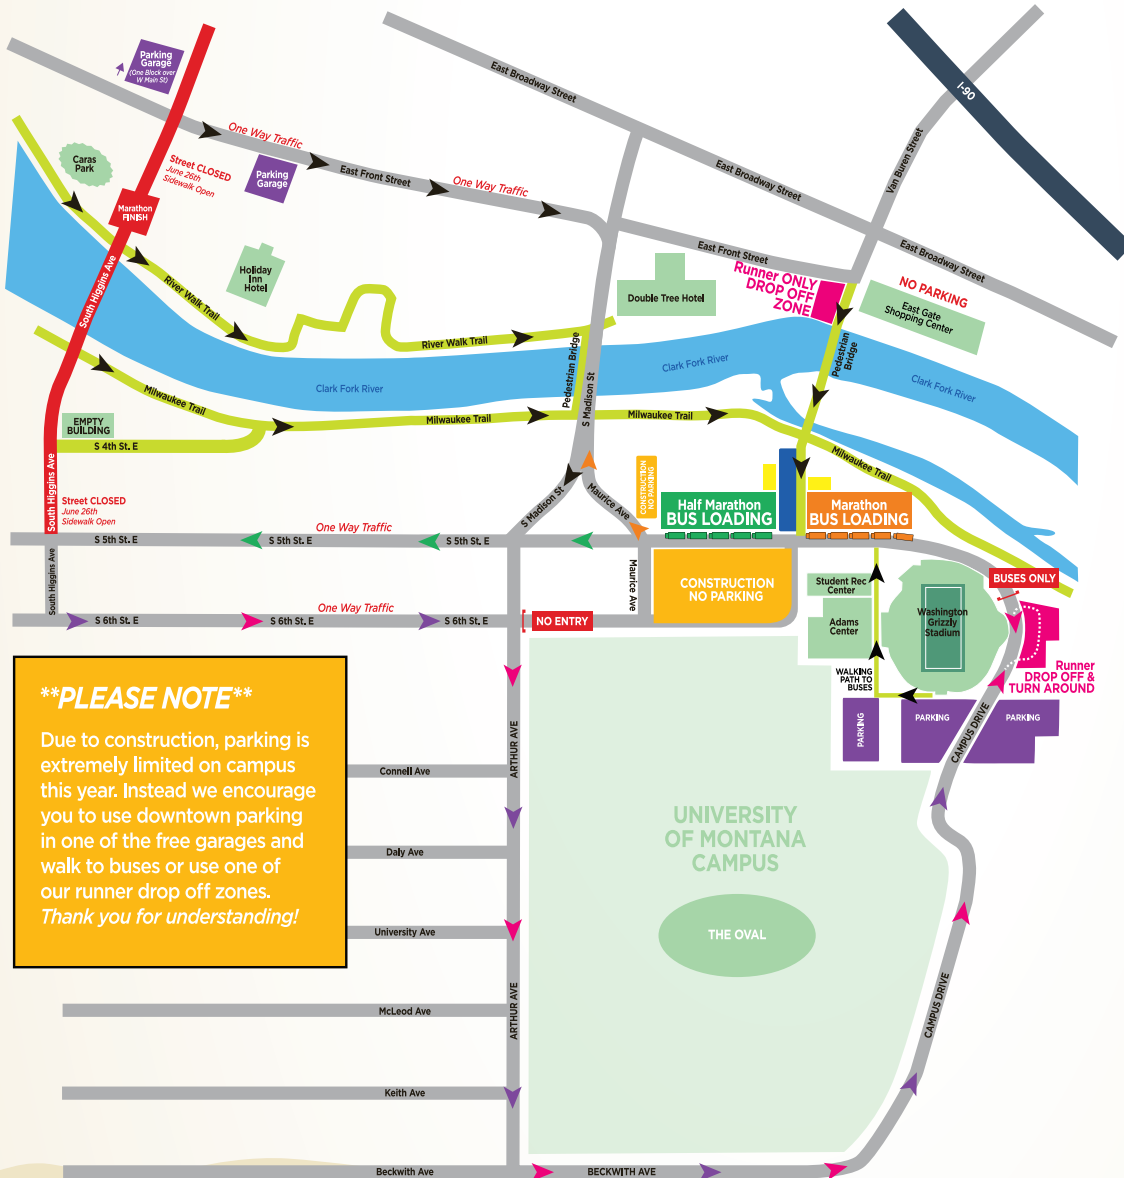 Parking
Garage
(One Block over
W Main St)
East Broadway Street
I-90
One Way Traffic
Van Buren Street
Caras
Park
Street CLOSED
June 26th
Sidewalk Open
Parking
Garage
East Front Street
One Way Traffic
East Broadway Street
Marathon
FINISH
East Front Street
East Broadway Street
South Higgins Ave
Holiday
Inn
Hotel
River Walk Trail
Double Tree Hotel
Runner ONLY
DROP OFF
ZONE
NO PARKING
East Gate
Shopping Center
River Walk Trail
Pedestrian Bridge
S Madison St
Clark Fork River
Clark Fork River
Pedestrian
Bridge
Clark Fork River
Milwaukee Trail
EMPTY
BUILDING
S 4th St. E
Milwaukee Trail
Milwaukee Trail
Milwaukee Trail
South Higgins Ave
Street CLOSED
June 26th
Sidewalk Open
S Madison St
Maurice Ave
CONSTRUCTION
NO PARKING
Half Marathon
BUS LOADING
Marathon
BUS LOADING
One Way Traffic
S 5th St. E
S 5th St. E
S 5th St. E
South Higgins Ave
Maurice Ave
CONSTRUCTION
NO PARKING
Student Rec
Center
Adams
Center
Washington
Grizzly
Stadium
BUSES ONLY
One Way Traffic
S 6th St. E
S 6th St. E
S 6th St. E
NO ENTRY
Runner
DROP OFF &
TURN AROUND
WALKING
PATH TO
BUSES
PARKING
PARKING
PARKING
CAMPUS DRIVE
**PLEASE NOTE**
Due to construction, parking is
extremely limited on campus
this year. Instead we encourage
you to use downtown parking
in one of the free garages and
walk to buses or use one of
our runner drop off zones.
Thank you for understanding!
ARTHUR AVE
Connell Ave
Daly Ave
University Ave
McLeod Ave
Keith Ave
Beckwith Ave
BECKWITH AVE
ARTHUR AVE
UNIVERSITY
OF MONTANA
CAMPUS
THE OVAL
CAMPUS DRIVE